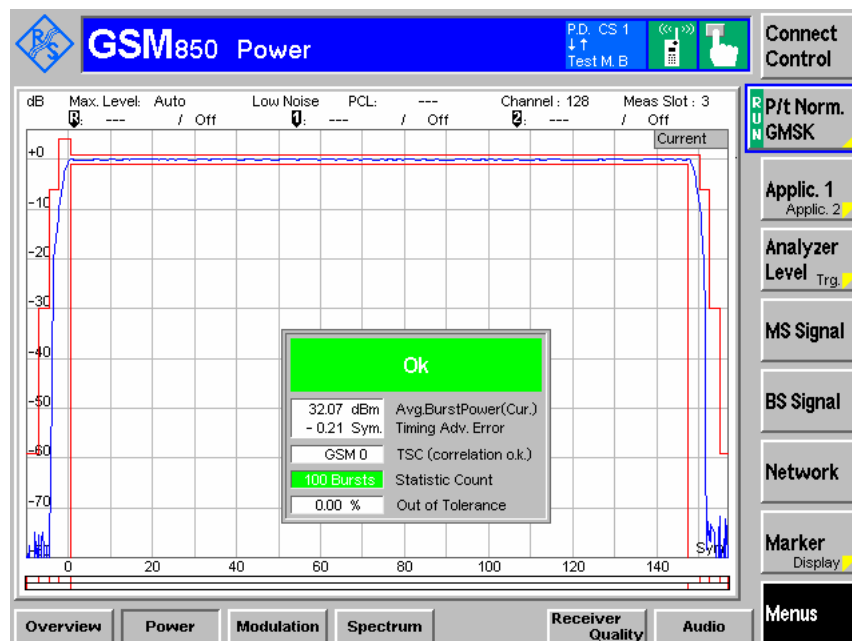 R&S
GSM850 Power
P.D. CS 1
Test M. B
Connect Control
dB Max. Level: Auto Low Noise PCL: --- Channel : 128 Meas Slot : 3
R: --- / Off 1: --- / Off 2: --- / Off
Current
RUN
P/t Norm.
GMSK
Applic. 1
Applic. 2
Analyzer
Level Trg.
MS Signal
BS Signal
Network
Marker
Display
Menus
+0
-10
-20
-30
-40
-50
-60
-70
Ok
32.07 dBm Avg.BurstPower(Cur.)
- 0.21 Sym. Timing Adv. Error
GSM 0 TSC (correlation o.k.)
100 Bursts Statistic Count
0.00 % Out of Tolerance
0 20 40 60 80 100 120 140
Overview Power Modulation Spectrum Receiver Quality Audio